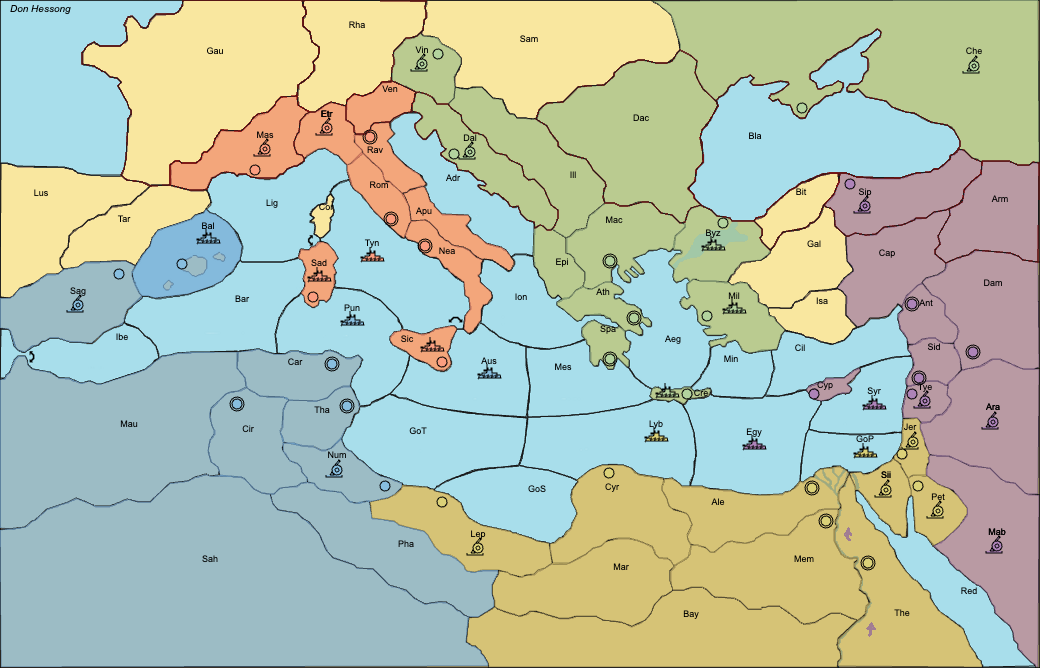 Don Hessong
Gau
Rha
Sam
Vin
Che
Ven
Etr
Mas
Rav
Dal
Dac
Bla
Lus
Tar
Lig
Cor
Rom
Adr
Ill
Bit
Sip
Arm
Apu
Mac
Bal
Tyn
Nea
Byz
Gal
Cap
Sad
Epi
Sag
Bar
Pun
Ion
Ath
Mil
Isa
Dam
Ant
Ibe
Sic
Spa
Aeg
Min
Cil
Sid
Car
Aus
Mes
Cre
Cyp
Syr
Tye
Mau
Cir
Tha
GoT
Lyb
Egy
GoP
Jer
Ara
Num
GoS
Cyr
Ale
Sii
Pet
Lep
Pha
Mab
Sah
Mar
Mem
Red
Bay
The